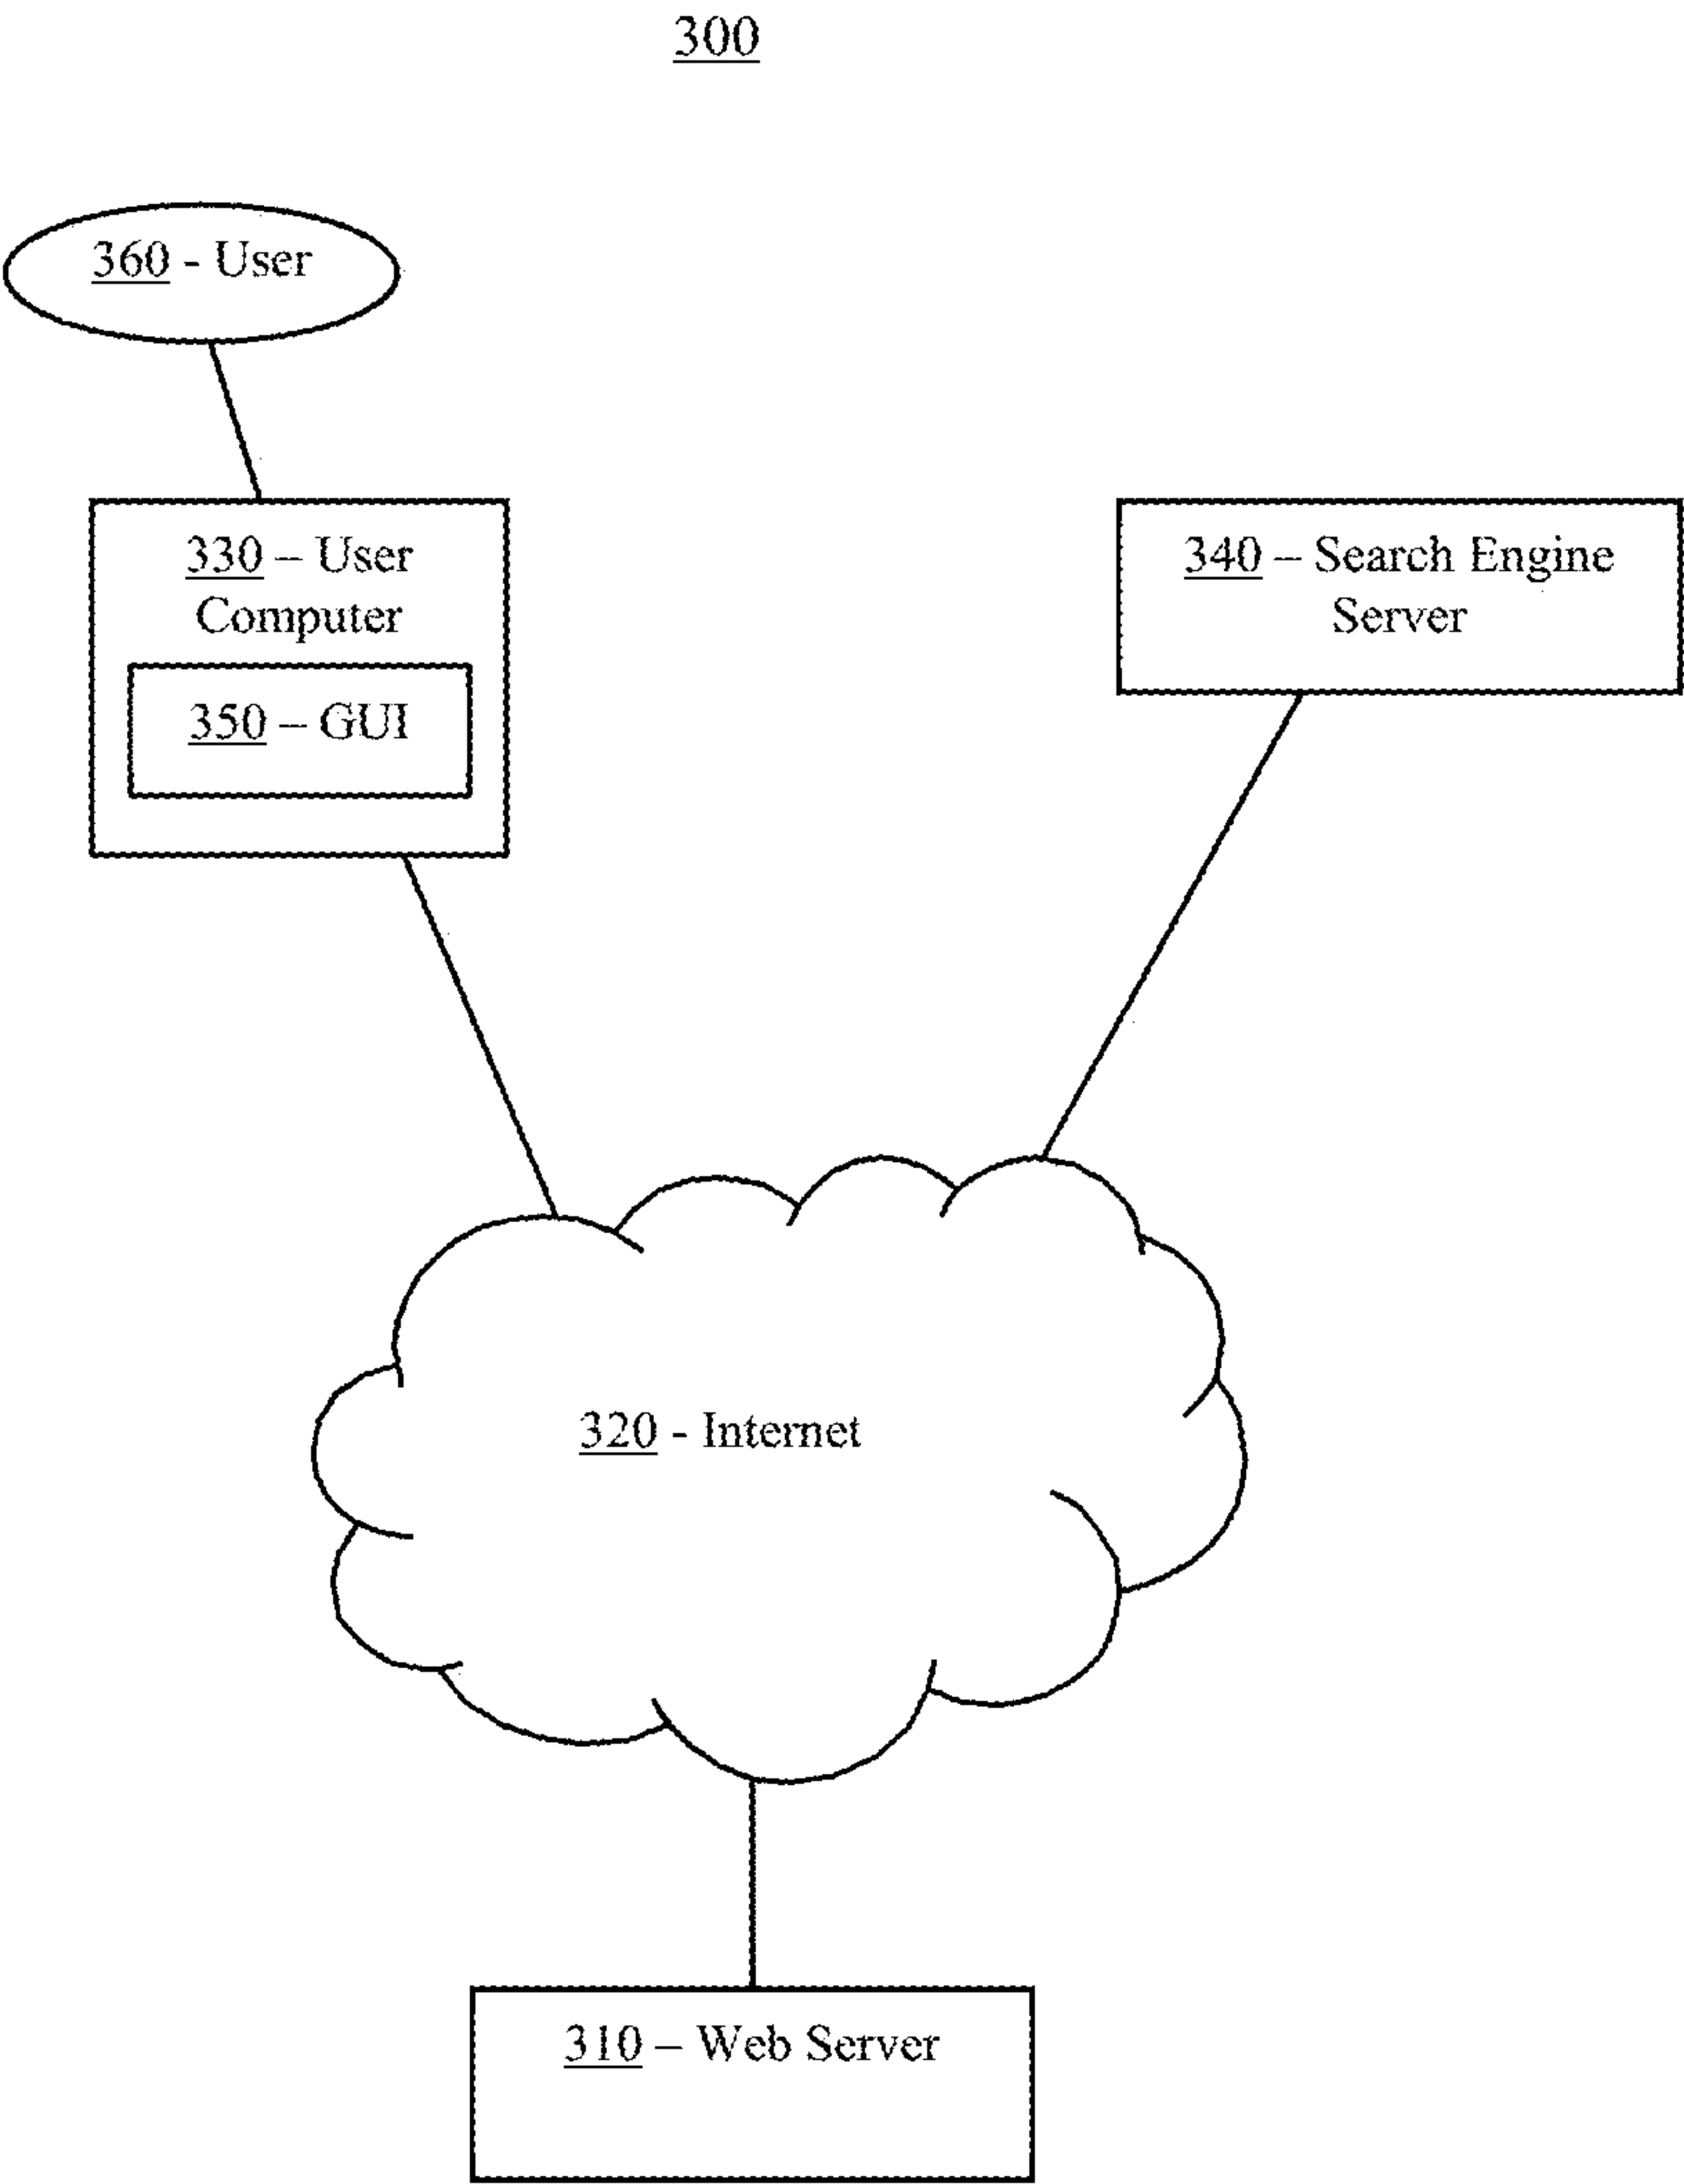 300
360 - User
330 – User
Computer
340 – Search Engine
Server
350 – GUI
320 - Internet
310 – Web Server